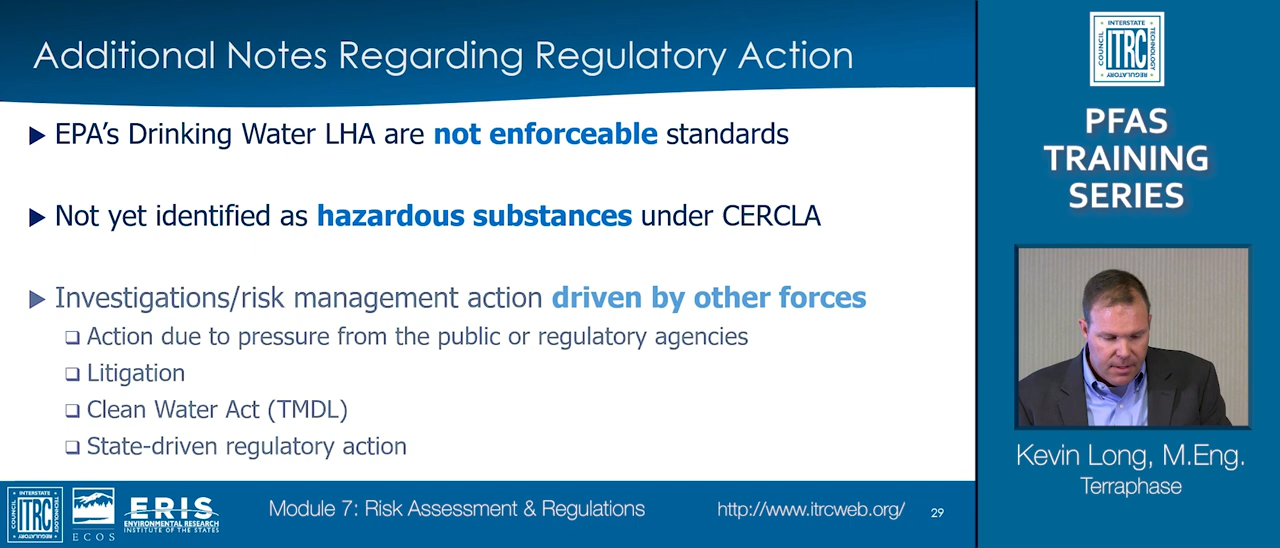 Additional Notes Regarding Regulatory Action
EPA's Drinking Water LHA are not enforceable standards
Not yet identified as hazardous substances under CERCLA
Investigations/risk management action driven by other forces
Action due to pressure from the public or regulatory agencies
Litigation
Clean Water Act (TMDL)
State-driven regulatory action
INTERSTATE
COUNCIL
ITRC
TECHNOLOGY
REGULATORY
ECOS
ERIS
ENVIRONMENTAL RESEARCH
INSTITUTE OF THE STATES
Module 7: Risk Assessment & Regulations
http://www.itrcweb.org/
29
INTERSTATE
COUNCIL
ITRC
TECHNOLOGY
REGULATORY
PFAS
TRAINING
SERIES
Kevin Long, M.Eng.
Terraphase